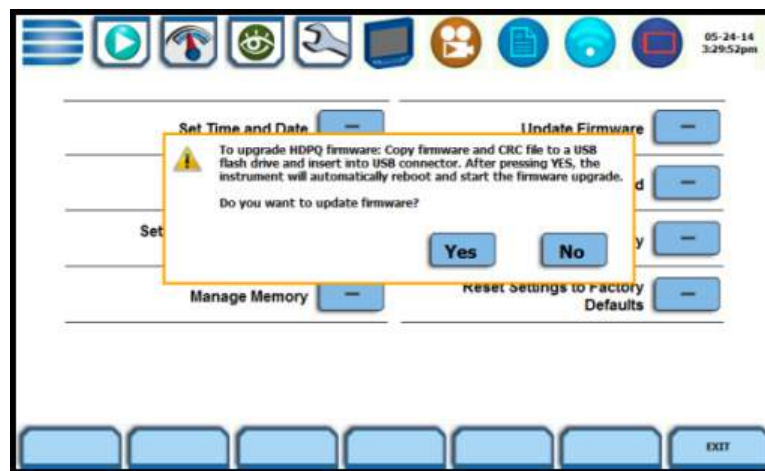 05-24-14
3:29:52pm
Set Time and Date
Update Firmware
To upgrade HDPQ firmware: Copy firmware and CRC file to a USB
flash drive and insert into USB connector. After pressing YES, the
instrument will automatically reboot and start the firmware upgrade.
Do you want to update firmware?
d
Set
y
Yes
No
Manage Memory
Reset Settings to Factory
Defaults
EXIT